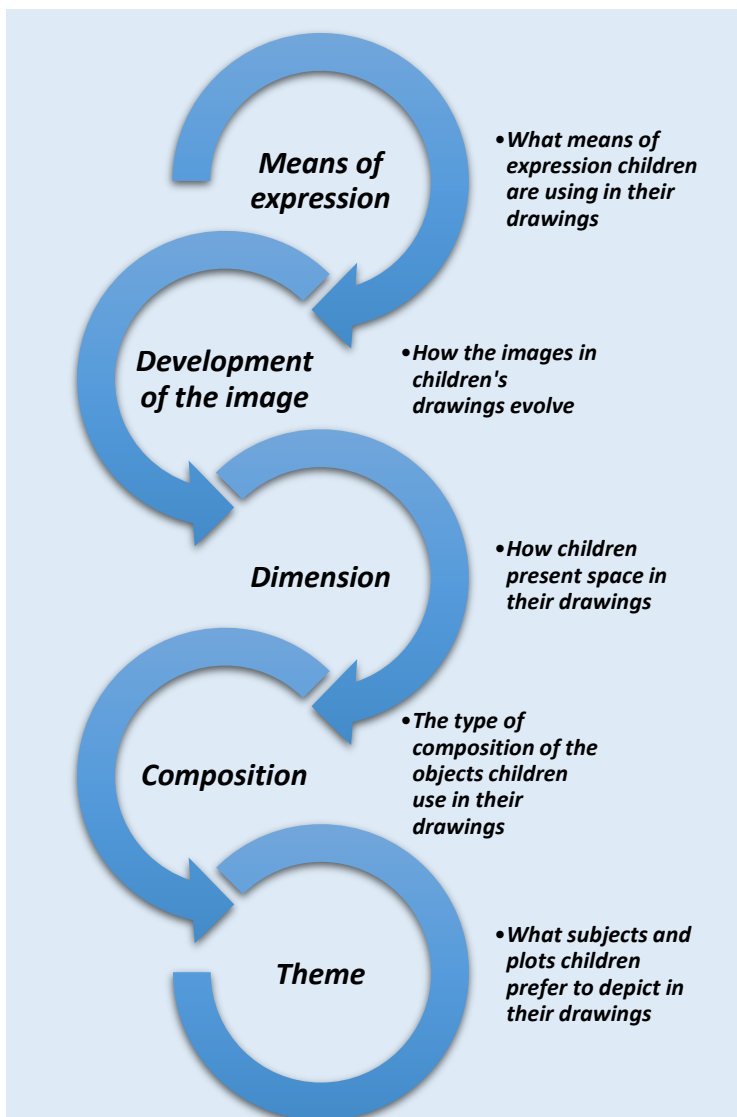 Means of
expression
•What means of
expression children
are using in their
drawings
Development
of the image
•How the images in
children's
drawings evolve
Dimension
•How children
present space in
their drawings
Composition
•The type of
composition of the
objects children
use in their
drawings
Theme
•What subjects and
plots children
prefer to depict in
their drawings